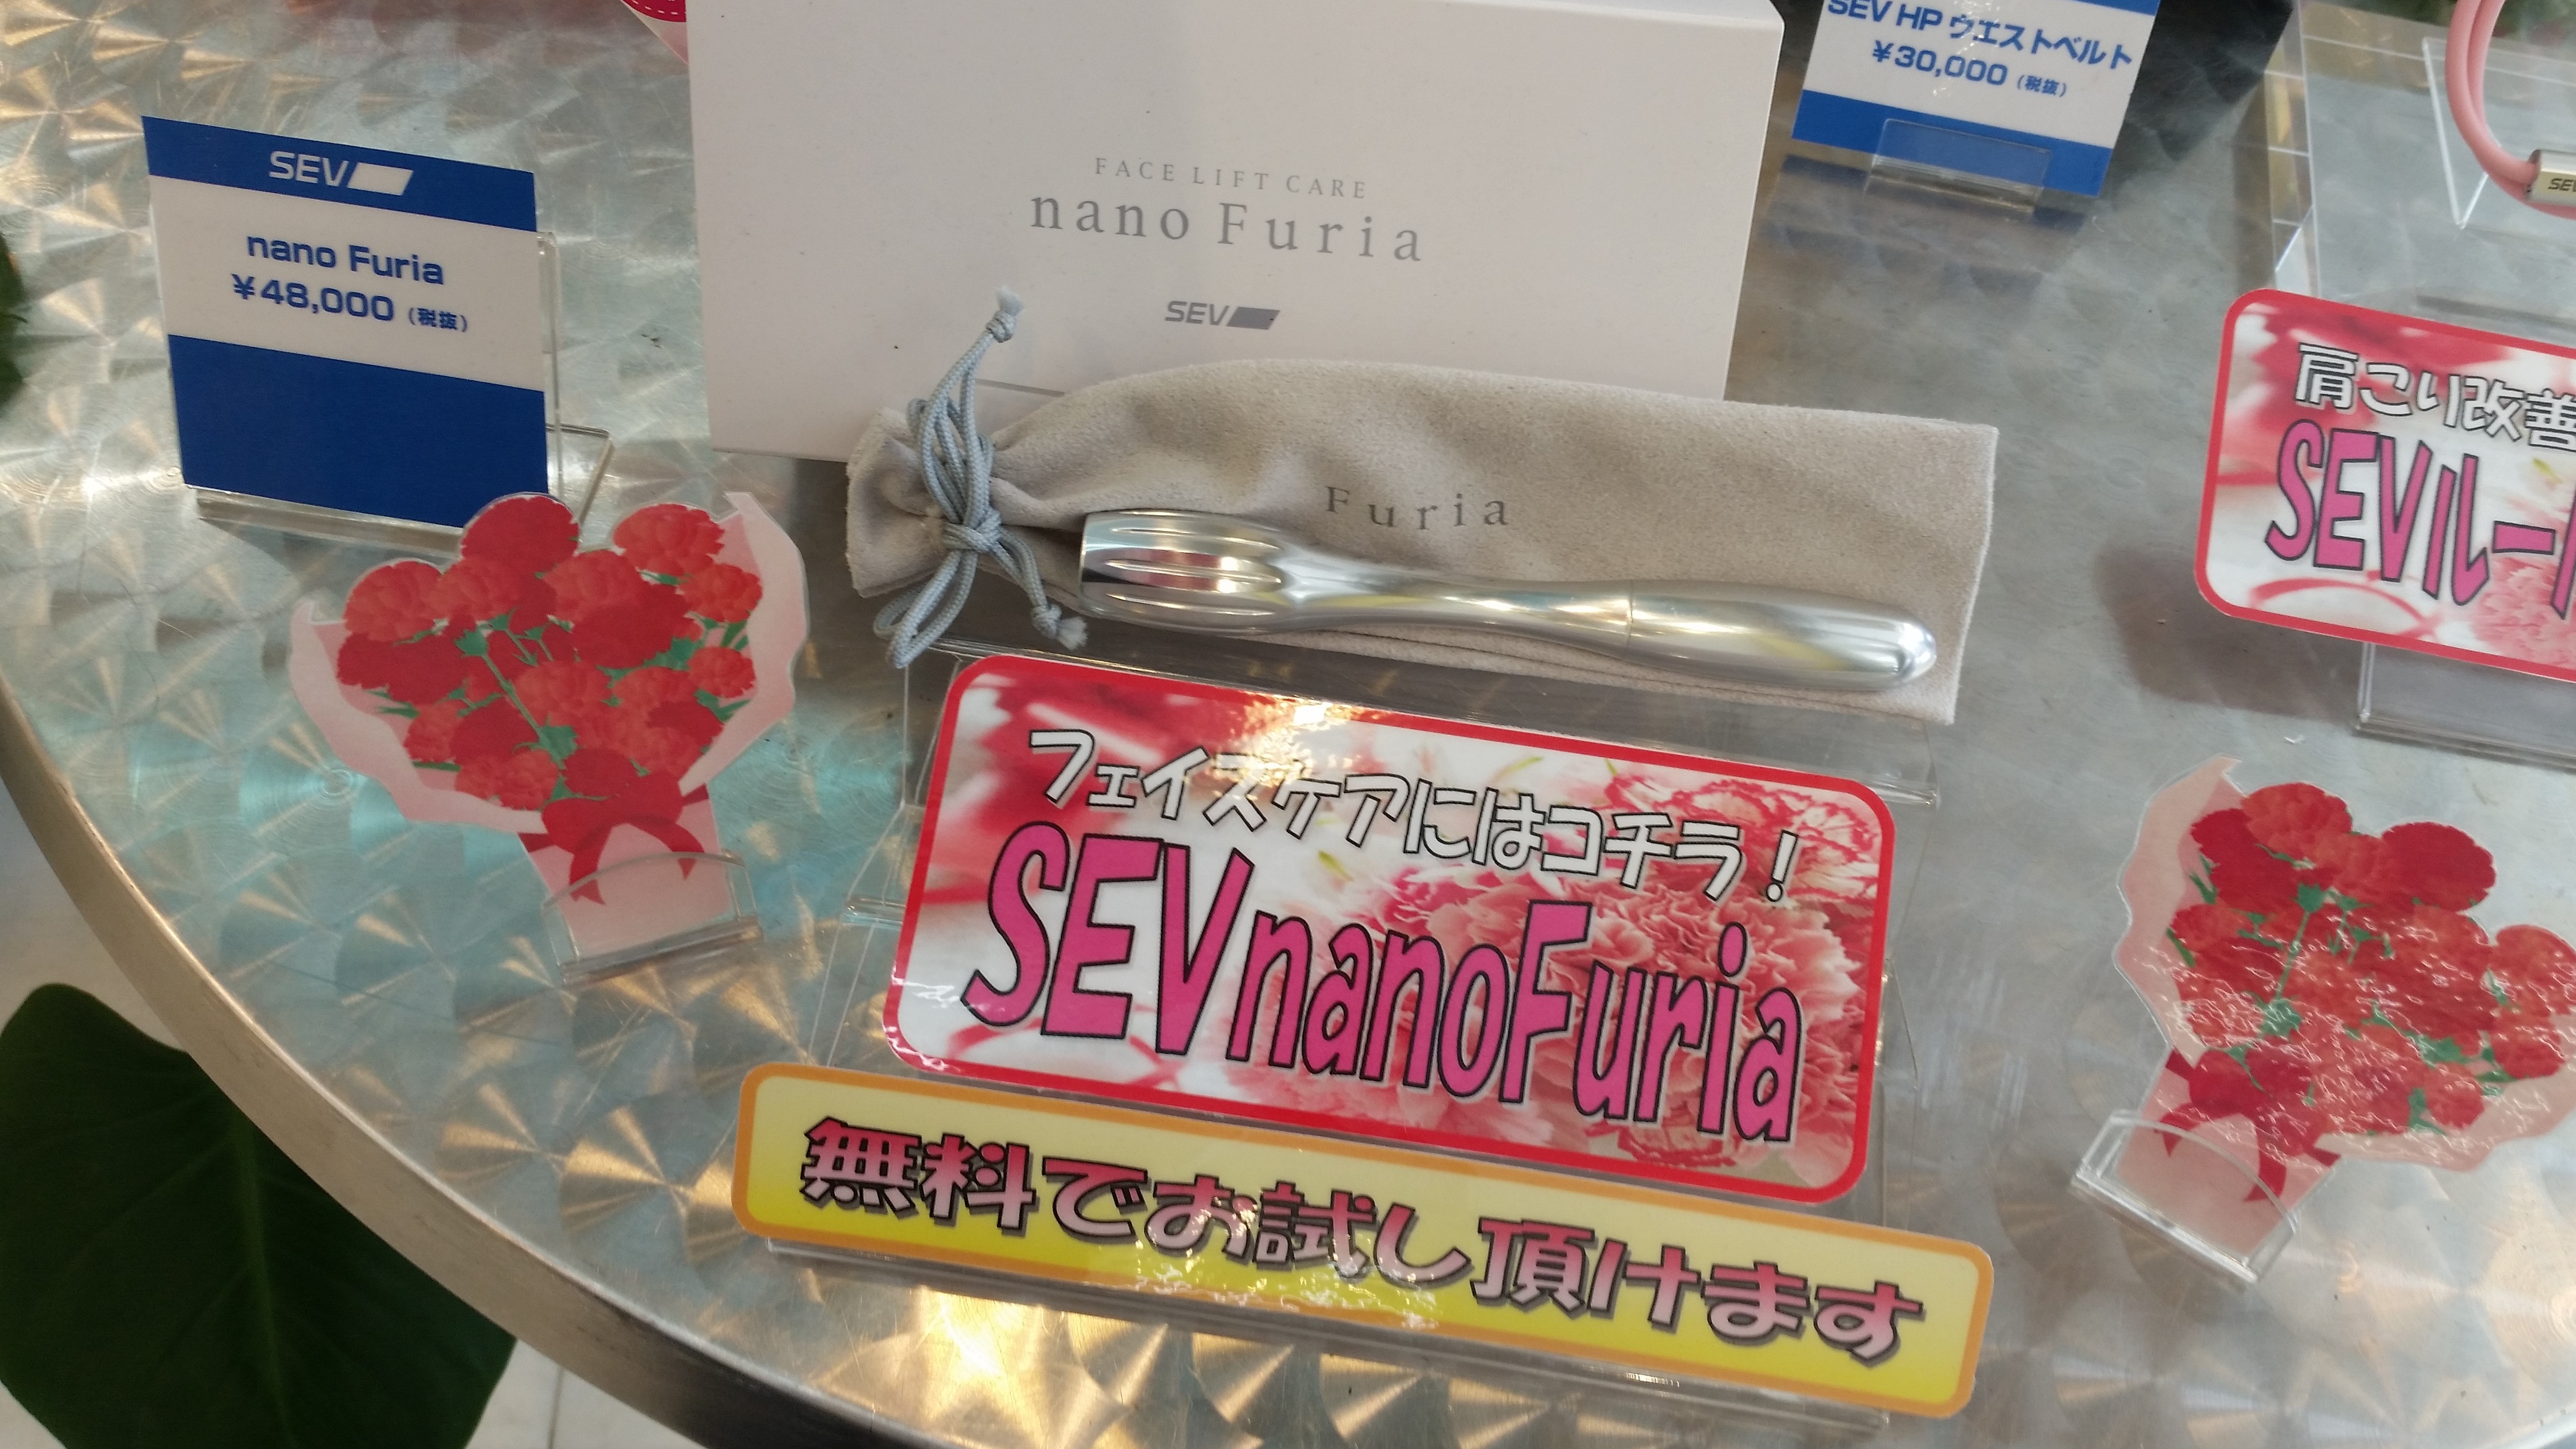 SEV
nano Furia
¥48,000（税抜）
FACE LIFT CARE
nano Furia
SEV
SEV HP ウエストベルト
¥30,000（税抜）
Furia
フェイスケアにはコチラ！
SEVnanoFuria
無料でお試し頂けます
肩こり改善
SEVルー
SEV